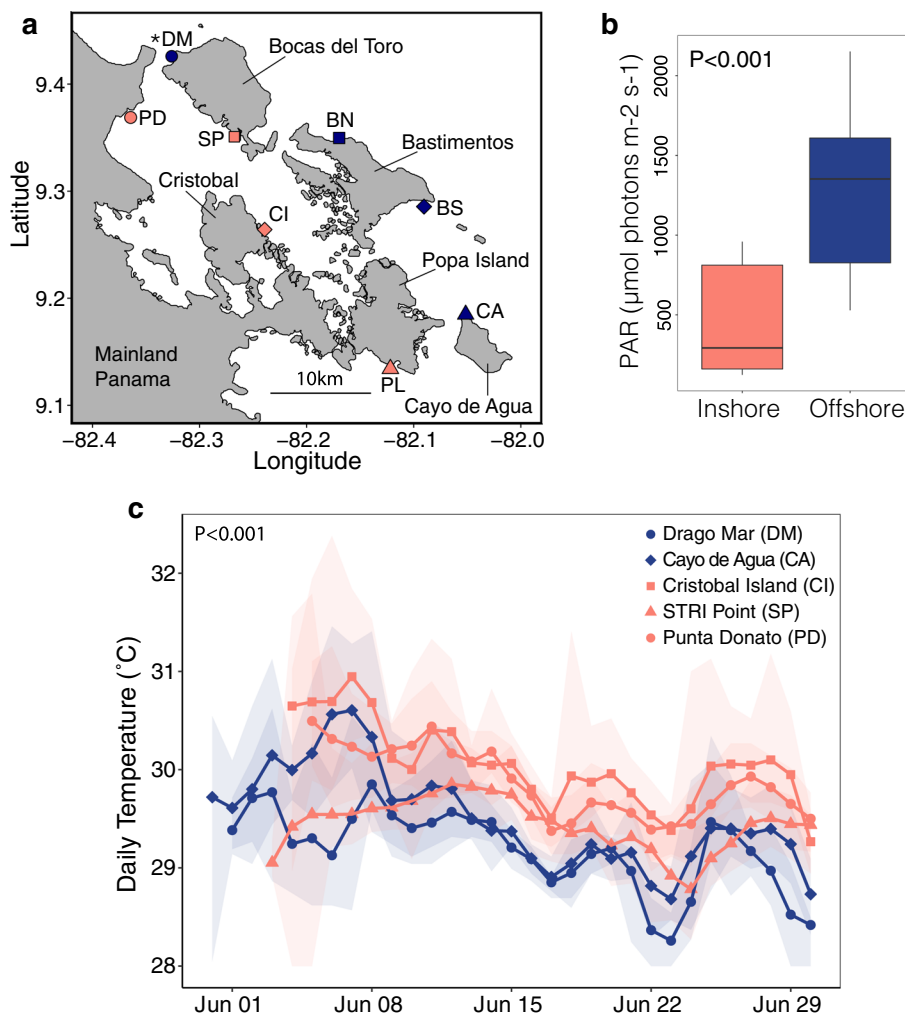 a
*DM
Bocas del Toro
PD
SP
BN
Bastimentos
Cristobal
CI
BS
Popa Island
CA
Mainland
Panama
10km
PL
Cayo de Agua
9.4
9.3
9.2
9.1
Latitude
−82.4
−82.3
−82.2
−82.1
−82.0
Longitude
b
P<0.001
2000
1500
1000
500
PAR (μmol photons m-2 s-1)
Inshore
Offshore
c
P<0.001
Drago Mar (DM)
Cayo de Agua (CA)
Cristobal Island (CI)
STRI Point (SP)
Punta Donato (PD)
32
31
30
29
28
Daily Temperature (˚C)
Jun 01
Jun 08
Jun 15
Jun 22
Jun 29